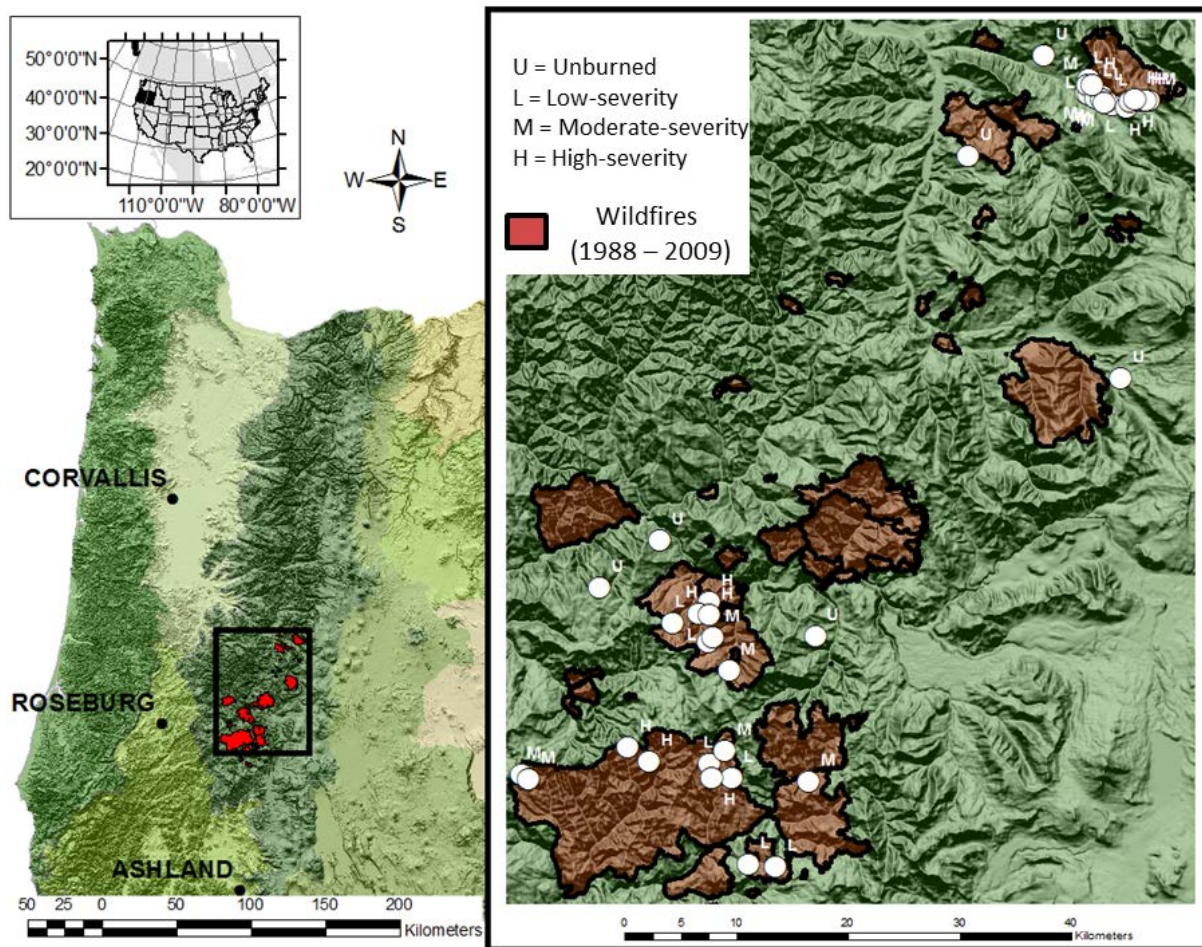 50°0'0"N
40°0'0"N
30°0'0"N
20°0'0"N
110°0'0"W 80°0'0"W
N
W E
S
CORVALLIS
ROSEBURG
ASHLAND
50 25 0 50 100 150 200 250
Kilometers
U = Unburned
L = Low-severity
M = Moderate-severity
H = High-severity
Wildfires
(1988 – 2009)
U
M
L
L
H
L
L
L
H
H
U
U
U
U
H
L
H
H
M
U
L
M
H
H
M
L
L
M
M
M
H
L
L
0 10 20 30 40
Kilometers